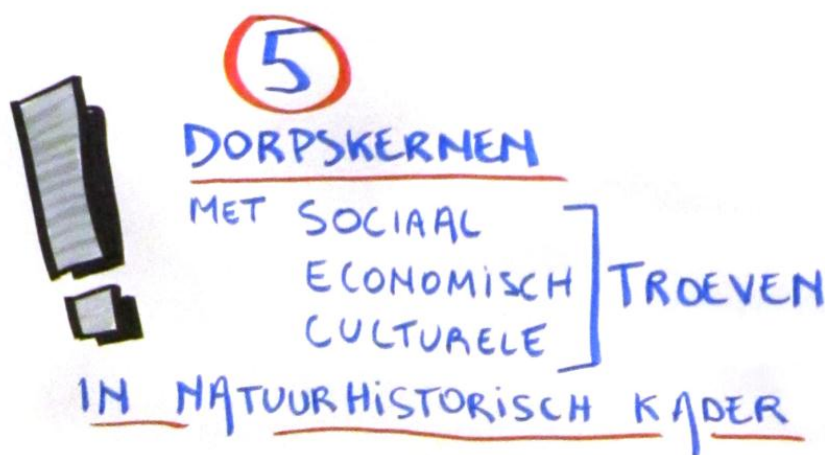 5
DORPSKERNEN
MET SOCIAAL
ECONOMISCH
CULTURELE
TROEVEN
IN NATUURHISTORISCH KADER